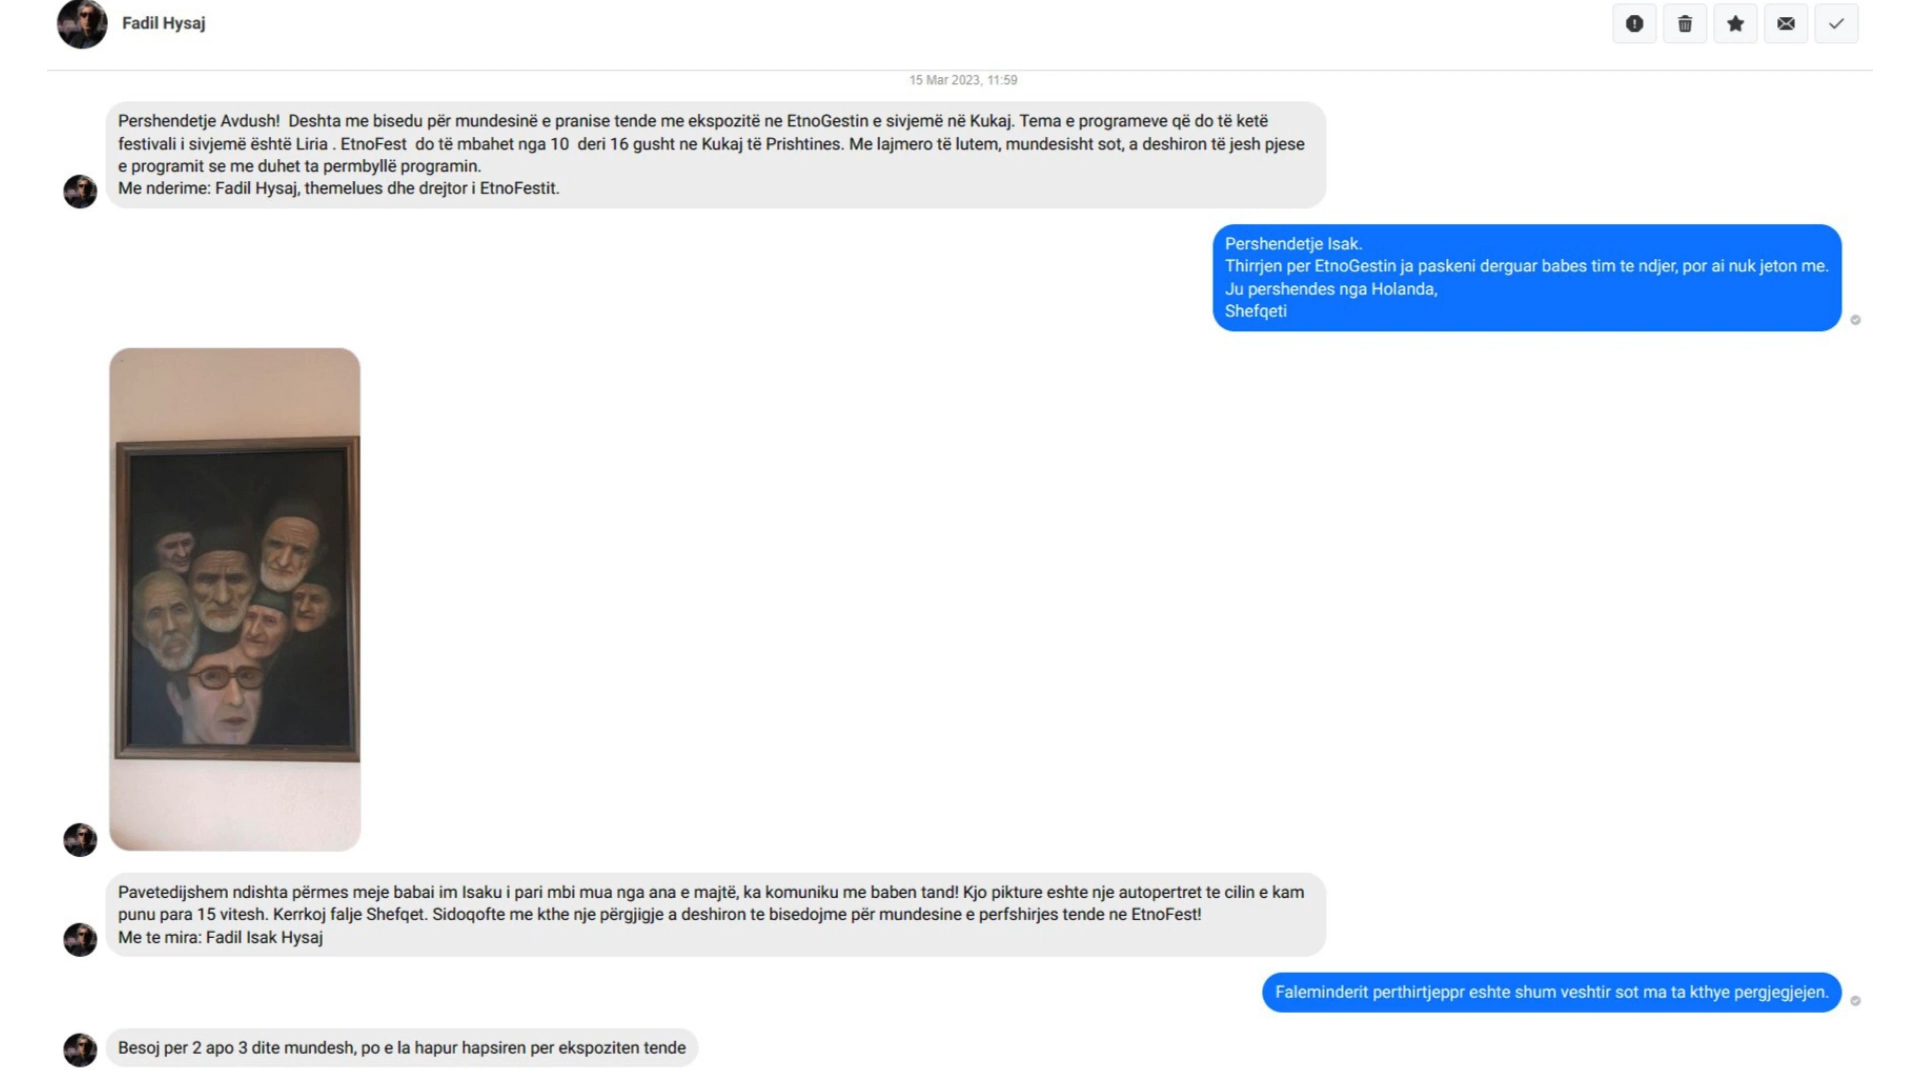 Fadil Hysaj
15 Mar 2023, 11:59
Pershendetje Avdush!  Deshta me bisedu për mundesinë e pranise tende me ekspozitë ne EtnoGestin e sivjemë në Kukaj. Tema e programeve që do të ketë
festivali i sivjemë është Liria . EtnoFest  do të mbahet nga 10  deri 16 gusht ne Kukaj të Prishtines. Me lajmero të lutem, mundesisht sot, a deshiron të jesh pjese
e programit se me duhet ta permbyllë programin.
Me nderime: Fadil Hysaj, themelues dhe drejtor i EtnoFestit.
Pershendetje Isak.
Thirrjen per EtnoGestin ja paskeni derguar babes tim te ndjer, por ai nuk jeton me.
Ju pershendes nga Holanda,
Shefqeti
Pavetedijshem ndishta përmes meje babai im Isaku i pari mbi mua nga ana e majtë, ka komuniku me baben tand! Kjo pikture eshte nje autopertret te cilin e kam
punu para 15 vitesh. Kerrkoj falje Shefqet. Sidoqofte me kthe nje përgjigje a deshiron te bisedojme për mundesine e perfshirjes tende ne EtnoFest!
Me te mira: Fadil Isak Hysaj
Faleminderit perthirtjeppr eshte shum veshtir sot ma ta kthye pergjegjejen.
Besoj per 2 apo 3 dite mundesh, po e la hapur hapsiren per ekspoziten tende